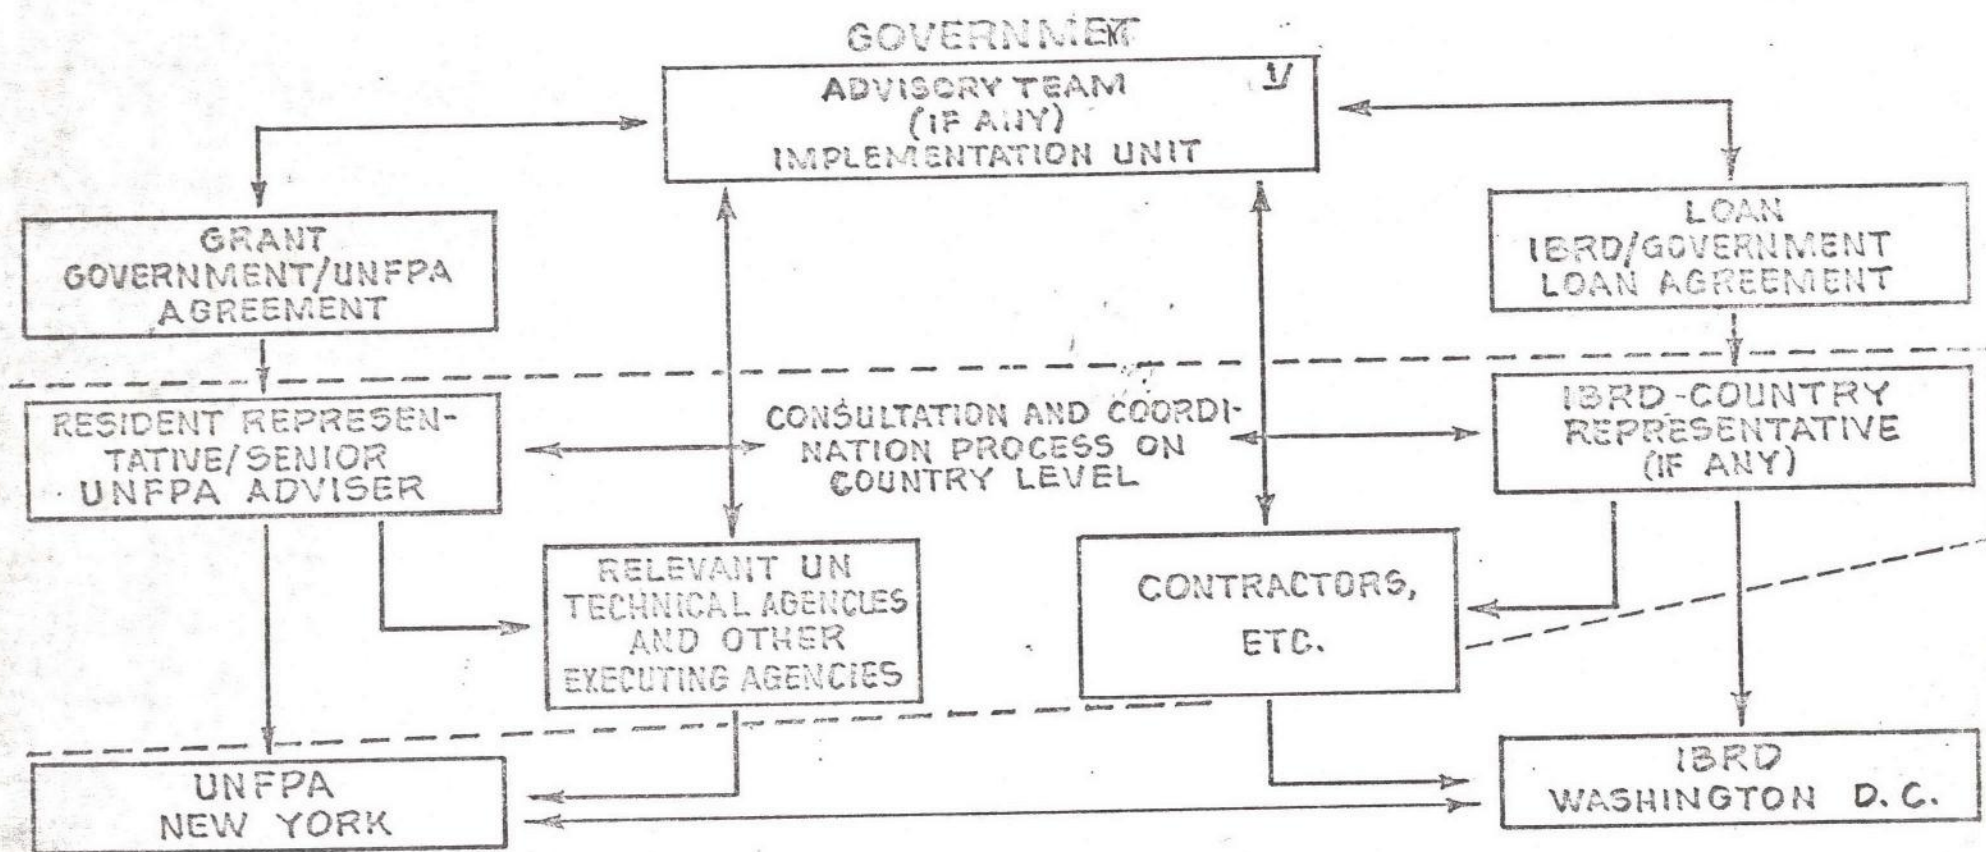 GOVERNMENT
ADVISORY TEAM 1/
(IF ANY)
IMPLEMENTATION UNIT
GRANT
GOVERNMENT/UNFPA
AGREEMENT
LOAN
IBRD/GOVERNMENT
LOAN AGREEMENT
RESIDENT REPRESEN-
TATIVE/SENIOR
UNFPA ADVISER
CONSULTATION AND COORDI-
NATION PROCESS ON
COUNTRY LEVEL
IBRD-COUNTRY
REPRESENTATIVE
(IF ANY)
RELEVANT UN
TECHNICAL AGENCIES
AND OTHER
EXECUTING AGENCIES
CONTRACTORS,
ETC.
UNFPA
NEW YORK
IBRD
WASHINGTON D.C.